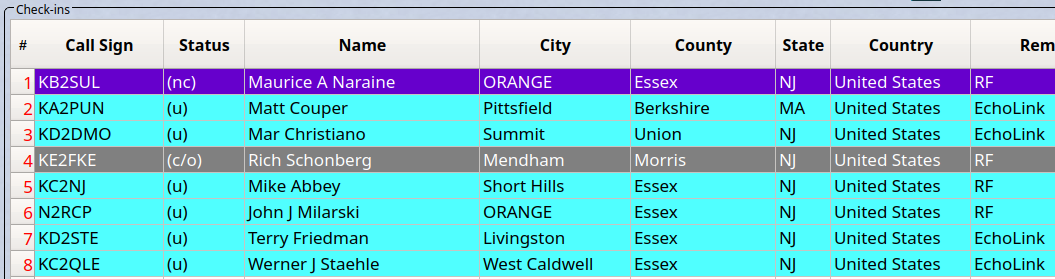 Check-ins
# Call Sign Status Name City County State Country Rem
1 KB2SUL (nc) Maurice A Naraine ORANGE Essex NJ United States RF
2 KA2PUN (u) Matt Couper Pittsfield Berkshire MA United States EchoLink
3 KD2DMO (u) Mar Christiano Summit Union NJ United States EchoLink
4 KE2FKE (c/o) Rich Schonberg Mendham Morris NJ United States RF
5 KC2NJ (u) Mike Abbey Short Hills Essex NJ United States RF
6 N2RCP (u) John J Milarski ORANGE Essex NJ United States RF
7 KD2STE (u) Terry Friedman Livingston Essex NJ United States EchoLink
8 KC2QLE (u) Werner J Staehle West Caldwell Essex NJ United States EchoLink